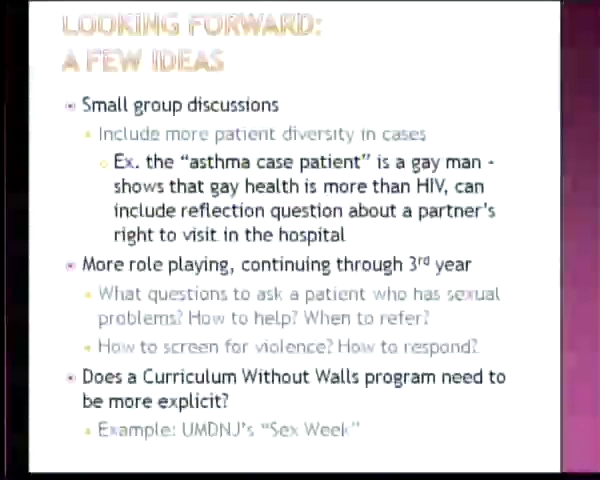 LOOKING FORWARD:
A FEW IDEAS
Small group discussions
Include more patient diversity in cases
Ex. the “asthma case patient” is a gay man -
shows that gay health is more than HIV, can
include reflection question about a partner's
right to visit in the hospital
More role playing, continuing through 3rd year
What questions to ask a patient who has sexual
problems? How to help? When to refer?
How to screen for violence? How to respond?
Does a Curriculum Without Walls program need to
be more explicit?
Example: UMDNJ's “Sex Week”